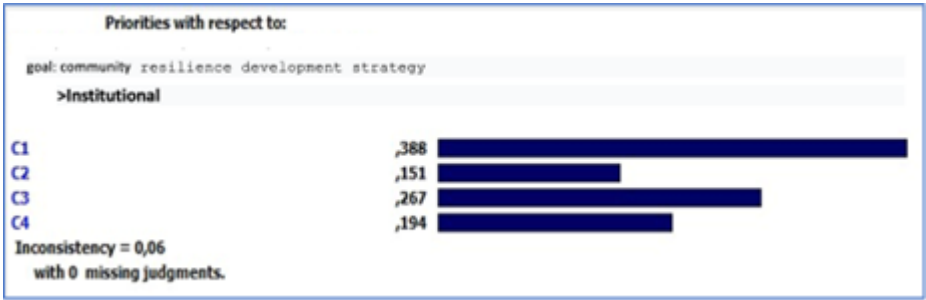 Priorities with respect to:
goal: community resilience development strategy
>Institutional
C1 ,388
C2 ,151
C3 ,267
C4 ,194
Inconsistency = 0,06
with 0 missing judgments.